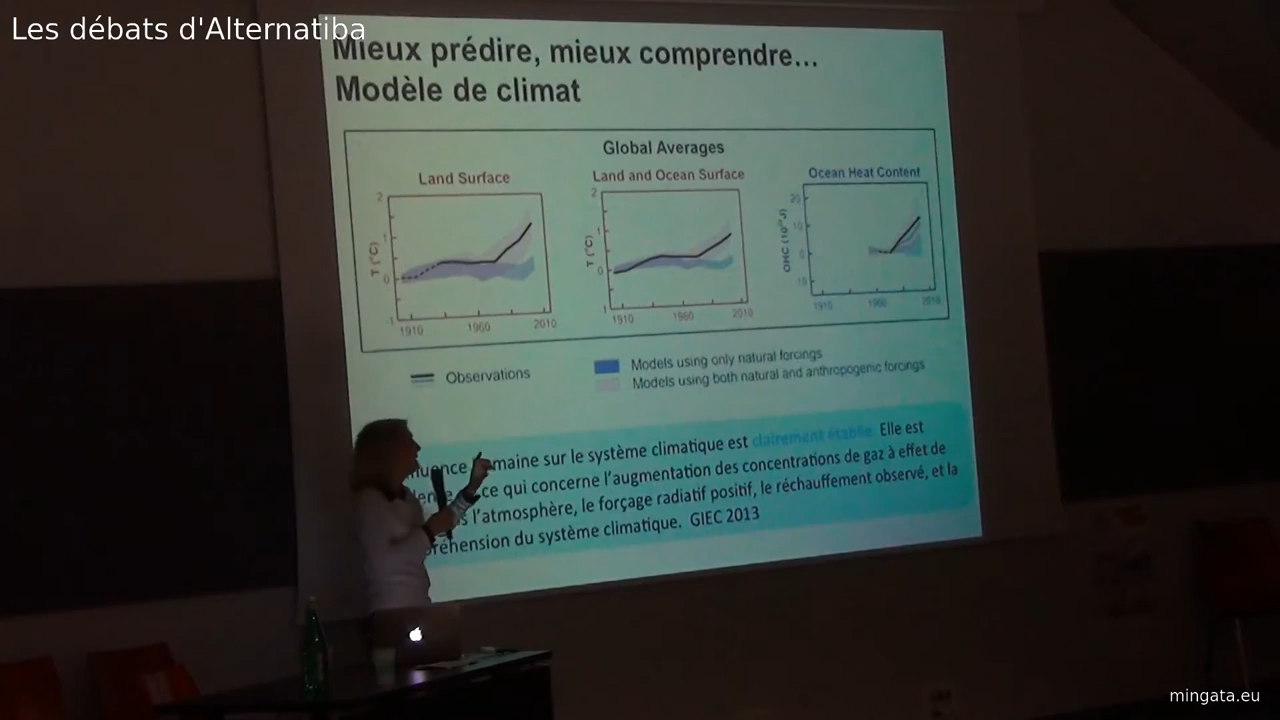 Les débats d'Alternatiba
Mieux prédire, mieux comprendre...
Modèle de climat
Global Averages
Land Surface
Land and Ocean Surface
Ocean Heat Content
T (°C)
2
1
0
1910
1960
2010
T (°C)
2
1
0
1
1910
1960
2010
20
10
0
10
1910
1960
2010
Observations
Models using only natural forcings
Models using both natural and anthropogenic forcings
maine sur le système climatique est clairement établie. Elle est
ce qui concerne l'augmentation des concentrations de gaz à effet de
l'atmosphère, le forçage radiatif positif, le réchauffement observé, et la
réhension du système climatique. GIEC 2013
mingata.eu